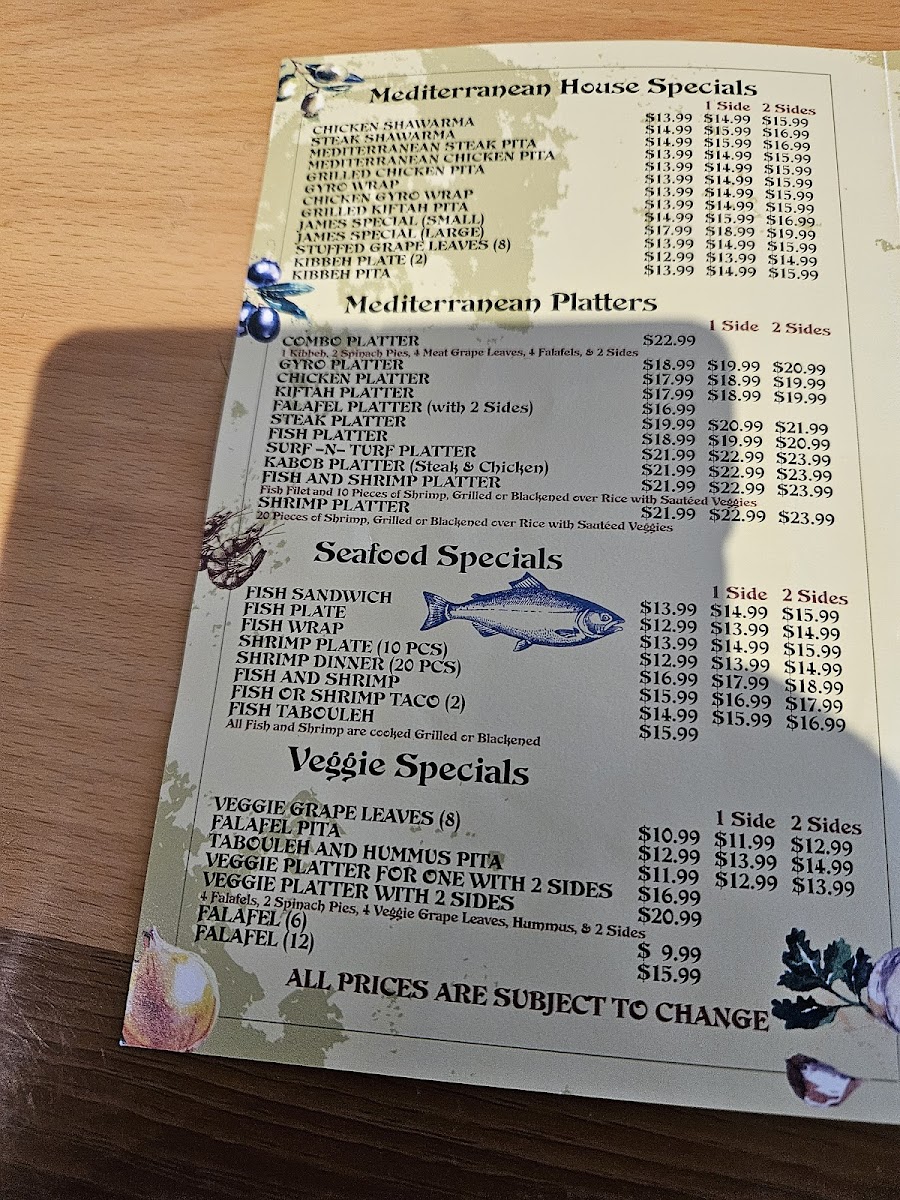 Mediterranean House Specials
1 Side 2 Sides
CHICKEN SHAWARMA $13.99 $14.99 $15.99
STEAK SHAWARMA $14.99 $15.99 $16.99
MEDITERRANEAN STEAK PITA $14.99 $15.99 $16.99
MEDITERRANEAN CHICKEN PITA $13.99 $14.99 $15.99
GRILLED CHICKEN PITA $13.99 $14.99 $15.99
GYRO WRAP $13.99 $14.99 $15.99
CHICKEN GYRO WRAP $13.99 $14.99 $15.99
GRILLED KIFTAH PITA $13.99 $14.99 $15.99
JAMES SPECIAL (SMALL) $14.99 $15.99 $16.99
JAMES SPECIAL (LARGE) $17.99 $18.99 $19.99
STUFFED GRAPE LEAVES (8) $13.99 $14.99 $15.99
KIBBEH PLATE (2) $12.99 $13.99 $14.99
KIBBEH PITA $13.99 $14.99 $15.99
Mediterranean Platters
1 Side 2 Sides
COMBO PLATTER $22.99
1 Kibbeh, 2 Spinach Pies, 4 Meat Grape Leaves, 4 Falafels, & 2 Sides
GYRO PLATTER $18.99 $19.99 $20.99
CHICKEN PLATTER $17.99 $18.99 $19.99
KIFTAH PLATTER $17.99 $18.99 $19.99
FALAFEL PLATTER (with 2 Sides) $16.99
STEAK PLATTER $19.99 $20.99 $21.99
FISH PLATTER $18.99 $19.99 $20.99
SURF -N- TURF PLATTER $21.99 $22.99 $23.99
KABOB PLATTER (Steak & Chicken) $21.99 $22.99 $23.99
FISH AND SHRIMP PLATTER $21.99 $22.99 $23.99
Fish Filet and 10 Pieces of Shrimp, Grilled or Blackened over Rice with Sautéed Veggies
SHRIMP PLATTER $21.99 $22.99 $23.99
20 Pieces of Shrimp, Grilled or Blackened over Rice with Sautéed Veggies
Seafood Specials
1 Side 2 Sides
FISH SANDWICH $13.99 $14.99 $15.99
FISH PLATE $12.99 $13.99 $14.99
FISH WRAP $13.99 $14.99 $15.99
SHRIMP PLATE (10 PCS) $12.99 $13.99 $14.99
SHRIMP DINNER (20 PCS) $16.99 $17.99 $18.99
FISH AND SHRIMP $15.99 $16.99 $17.99
FISH OR SHRIMP TACO (2) $14.99 $15.99 $16.99
FISH TABOULEH $15.99
All Fish and Shrimp are cooked Grilled or Blackened
Veggie Specials
1 Side 2 Sides
VEGGIE GRAPE LEAVES (8) $10.99 $11.99 $12.99
FALAFEL PITA $12.99 $13.99 $14.99
TABOULEH AND HUMMUS PITA $11.99 $12.99 $13.99
VEGGIE PLATTER FOR ONE WITH 2 SIDES $16.99
VEGGIE PLATTER WITH 2 SIDES $20.99
4 Falafels, 2 Spinach Pies, 4 Veggie Grape Leaves, Hummus, & 2 Sides
FALAFEL (6) $ 9.99
FALAFEL (12) $15.99
ALL PRICES ARE SUBJECT TO CHANGE